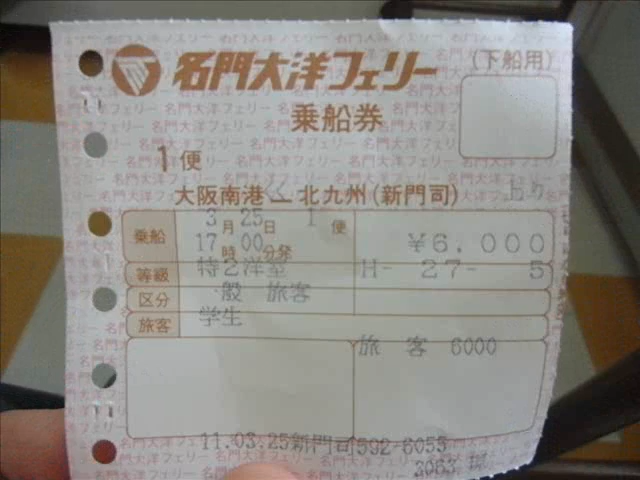 名門大洋フェリー (下船用)
乗船券
1便
大阪南港 — 北九州(新門司) 上り
乗船 3月25日 1便
17時00分発 ¥6,000
等級 特2洋室 H- 27- 5
区分 般 旅客
旅客 学生
旅 客 6000
11.03.25新門司592-6053